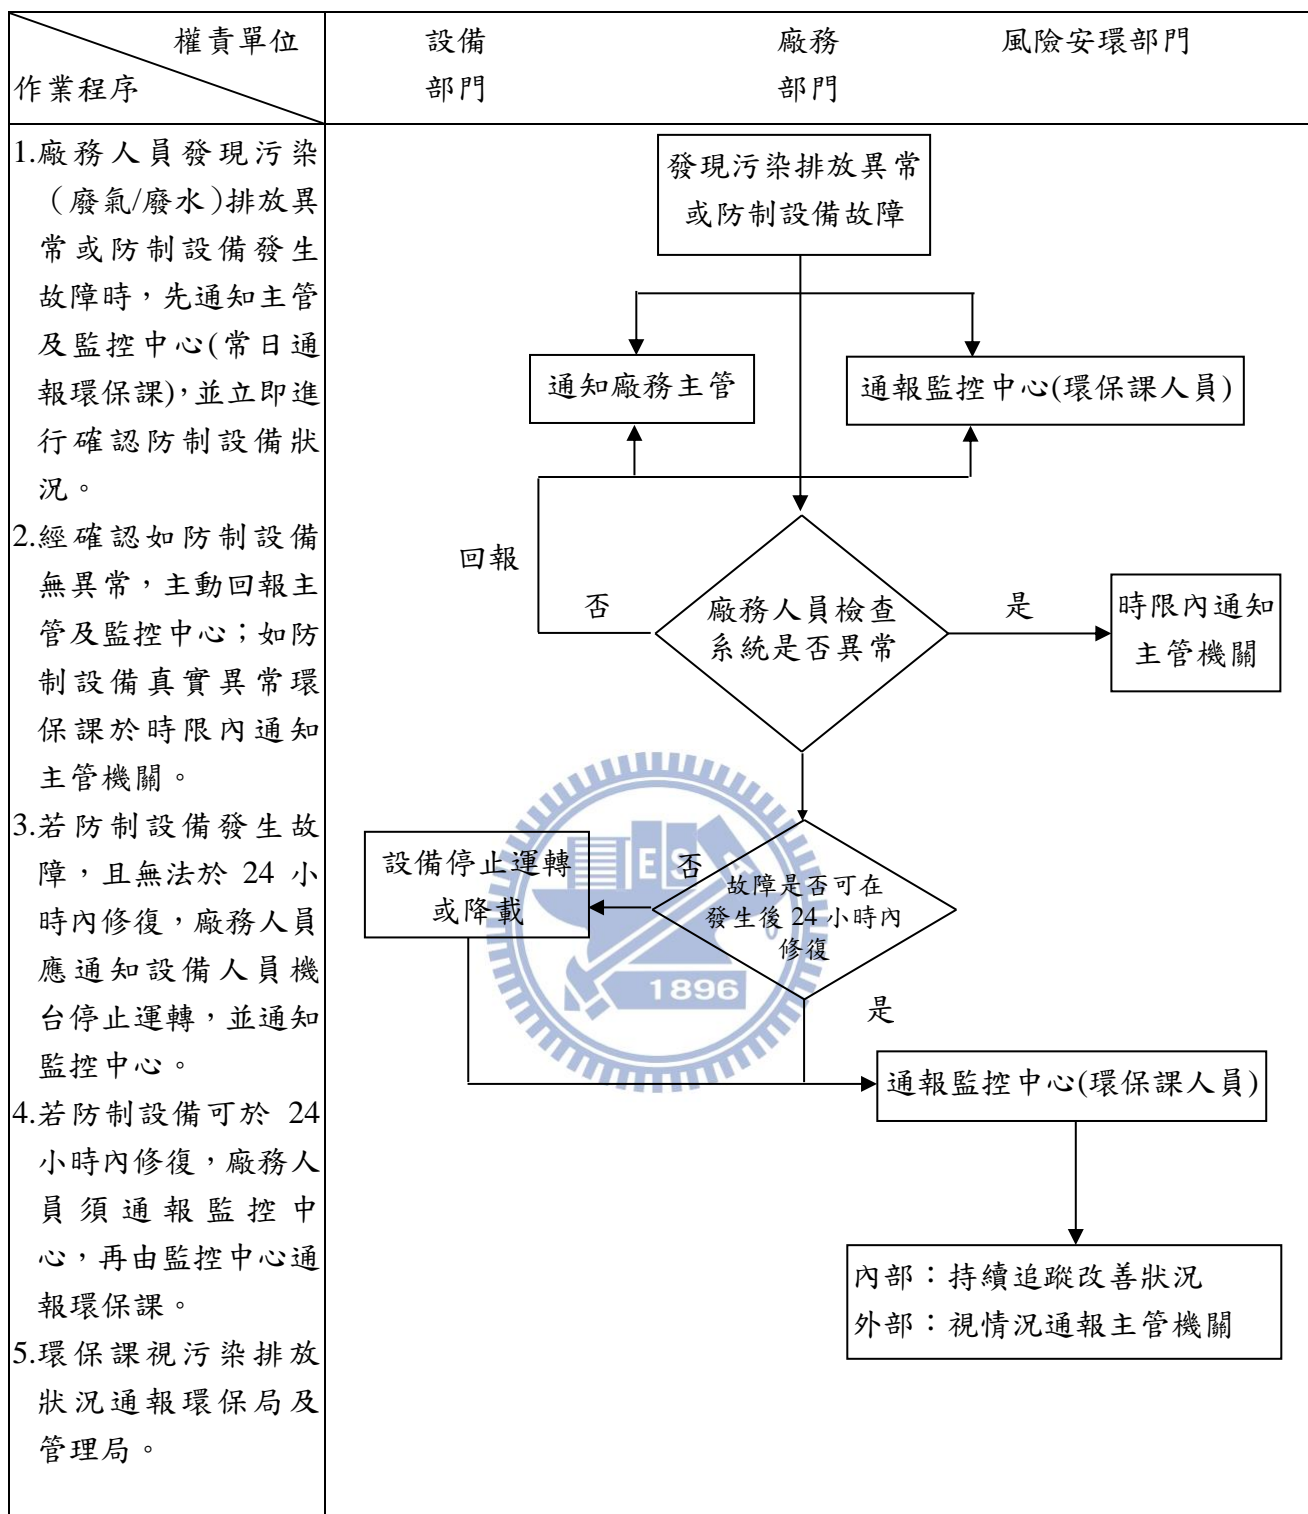 權責單位
作業程序
設備
部門
廠務
部門
風險安環部門
1.廠務人員發現污染
（廢氣/廢水)排放異
常或防制設備發生
故障時，先通知主管
及監控中心(常日通
報環保課)，並立即進
行確認防制設備狀
況。
2.經確認如防制設備
無異常，主動回報主
管及監控中心；如防
制設備真實異常環
保課於時限內通知
主管機關。
3.若防制設備發生故
障，且無法於 24 小
時內修復，廠務人員
應通知設備人員機
台停止運轉，並通知
監控中心。
4.若防制設備可於 24
小時內修復，廠務人
員須通報監控中
心，再由監控中心通
報環保課。
5.環保課視污染排放
狀況通報環保局及
管理局。
發現污染排放異常
或防制設備故障
通知廠務主管
通報監控中心(環保課人員)
回報
否
廠務人員檢查
系統是否異常
是
時限內通知
主管機關
設備停止運轉
或降載
否
故障是否可在
發生後 24 小時內
修復
是
通報監控中心(環保課人員)
內部：持續追蹤改善狀況
外部：視情況通報主管機關
ES
1896